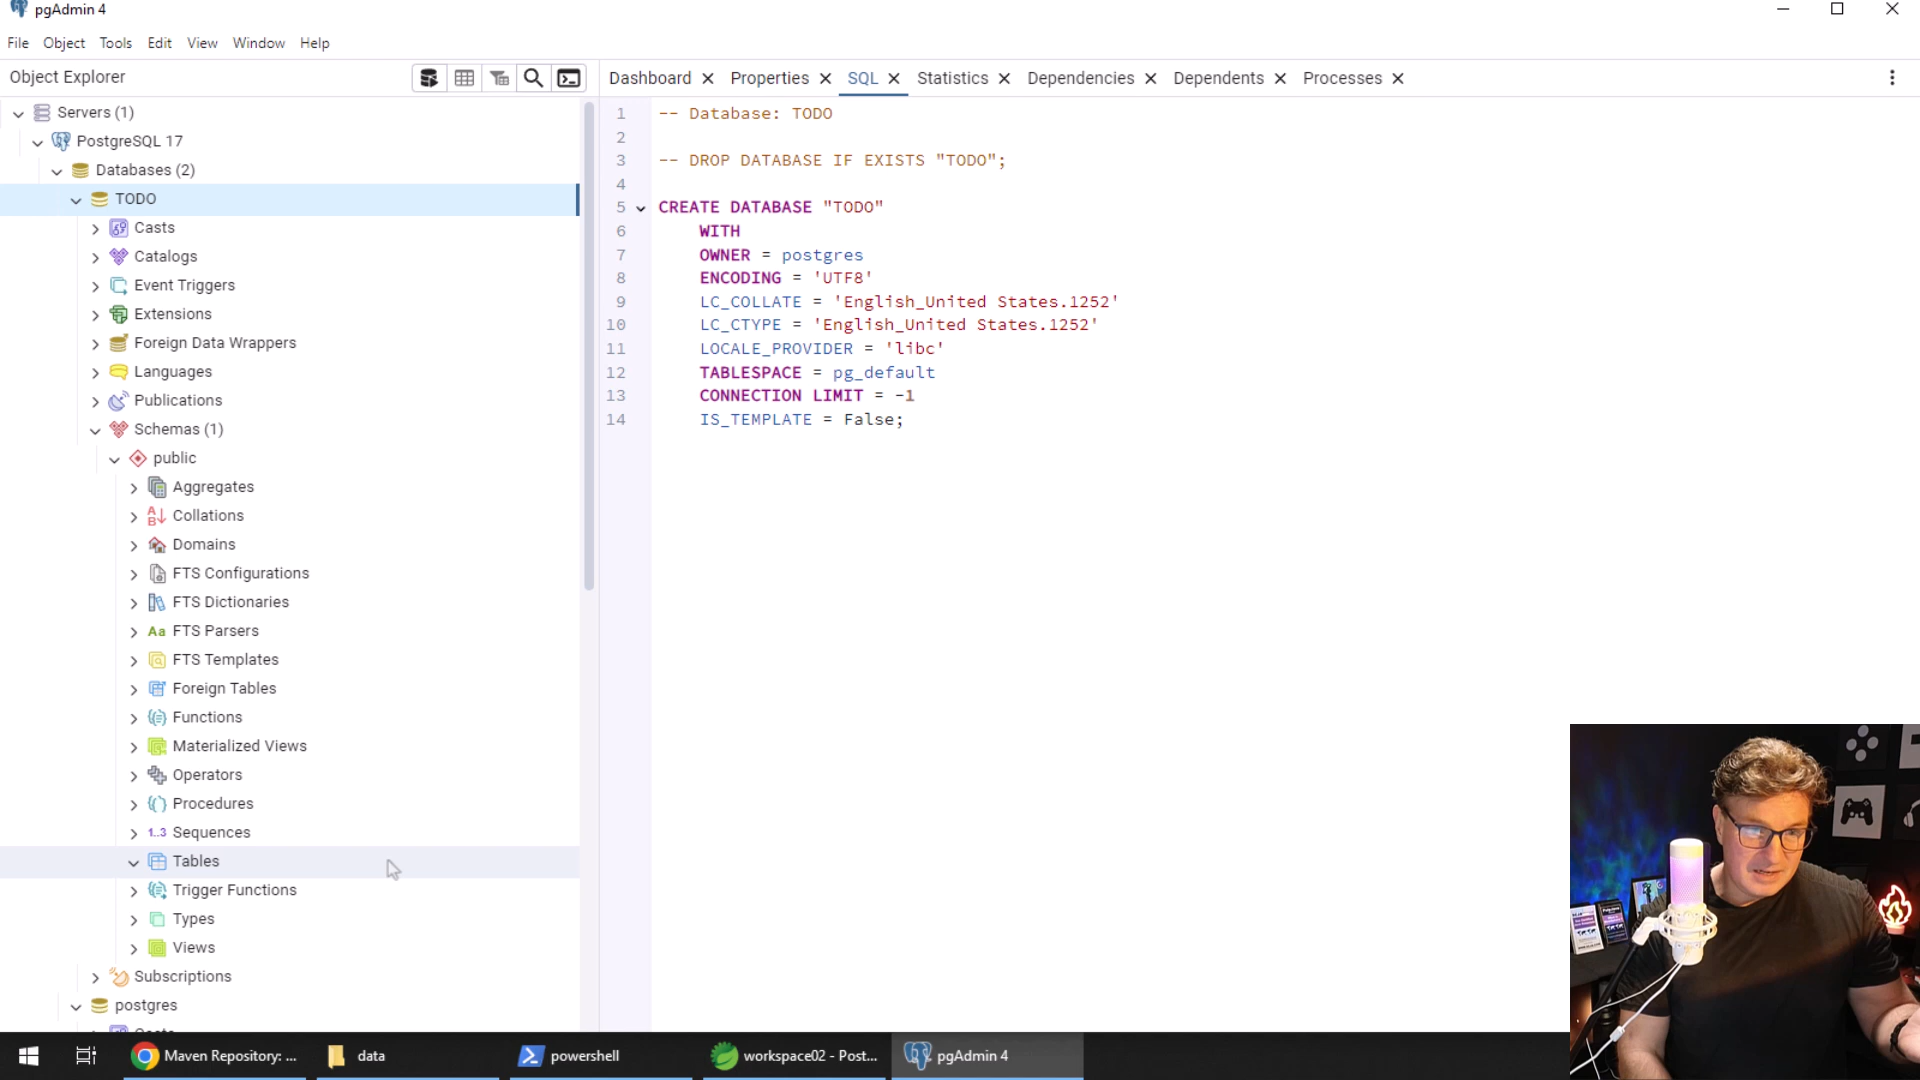 pgAdmin 4
File Object Tools Edit View Window Help
Object Explorer
Dashboard Properties SQL Statistics Dependencies Dependents Processes
Servers (1)
PostgreSQL 17
Databases (2)
TODO
Casts
Catalogs
Event Triggers
Extensions
Foreign Data Wrappers
Languages
Publications
Schemas (1)
public
Aggregates
Collations
Domains
FTS Configurations
FTS Dictionaries
Aa FTS Parsers
FTS Templates
Foreign Tables
Functions
Materialized Views
Operators
Procedures
1..3 Sequences
Tables
Trigger Functions
Types
Views
Subscriptions
postgres
1 -- Database: TODO
2
3 -- DROP DATABASE IF EXISTS "TODO";
4
5 CREATE DATABASE "TODO"
6 WITH
7 OWNER = postgres
8 ENCODING = 'UTF8'
9 LC_COLLATE = 'English_United States.1252'
10 LC_CTYPE = 'English_United States.1252'
11 LOCALE_PROVIDER = 'libc'
12 TABLESPACE = pg_default
13 CONNECTION LIMIT = -1
14 IS_TEMPLATE = False;
Maven Repository: ...
data
powershell
workspace02 - Post...
pgAdmin 4